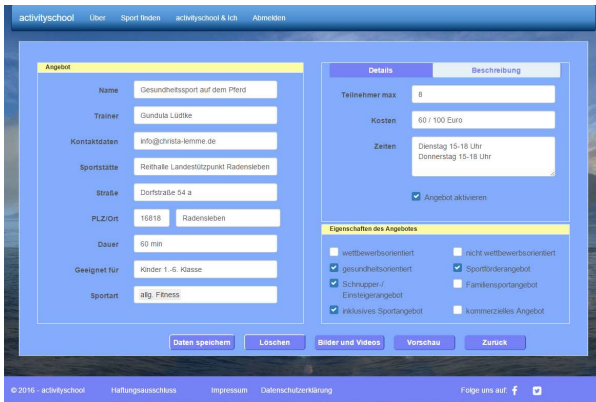 activityschool Über Sport finden activityschool & Ich Abmelden
Angebot
Name Gesundheitssport auf dem Pferd
Trainer Gundula Lüdtke
Kontaktdaten info@christa-lemme.de
Sportstätte Reithalle Landestützpunkt Radensleben
Straße Dorfstraße 54 a
PLZ/Ort 16818 Radensleben
Dauer 60 min
Geeignet für Kinder 1.-6. Klasse
Sportart allg. Fitness
Details Beschreibung
Teilnehmer max 8
Kosten 60 / 100 Euro
Zeiten Dienstag 15-18 Uhr
Donnerstag 15-18 Uhr
Angebot aktivieren
Eigenschaften des Angebotes
wettbewerbsorientiert nicht wettbewerbsorientiert
gesundheitsorientiert Sportförderangebot
Schnupper-/ Familiensportangebot
Einsteigerangebot
inklusives Sportangebot kommerzielles Angebot
Daten speichern Löschen Bilder und Videos Vorschau Zurück
© 2016 - activityschool Haftungsausschluss Impressum Datenschutzerklärung Folge uns auf: